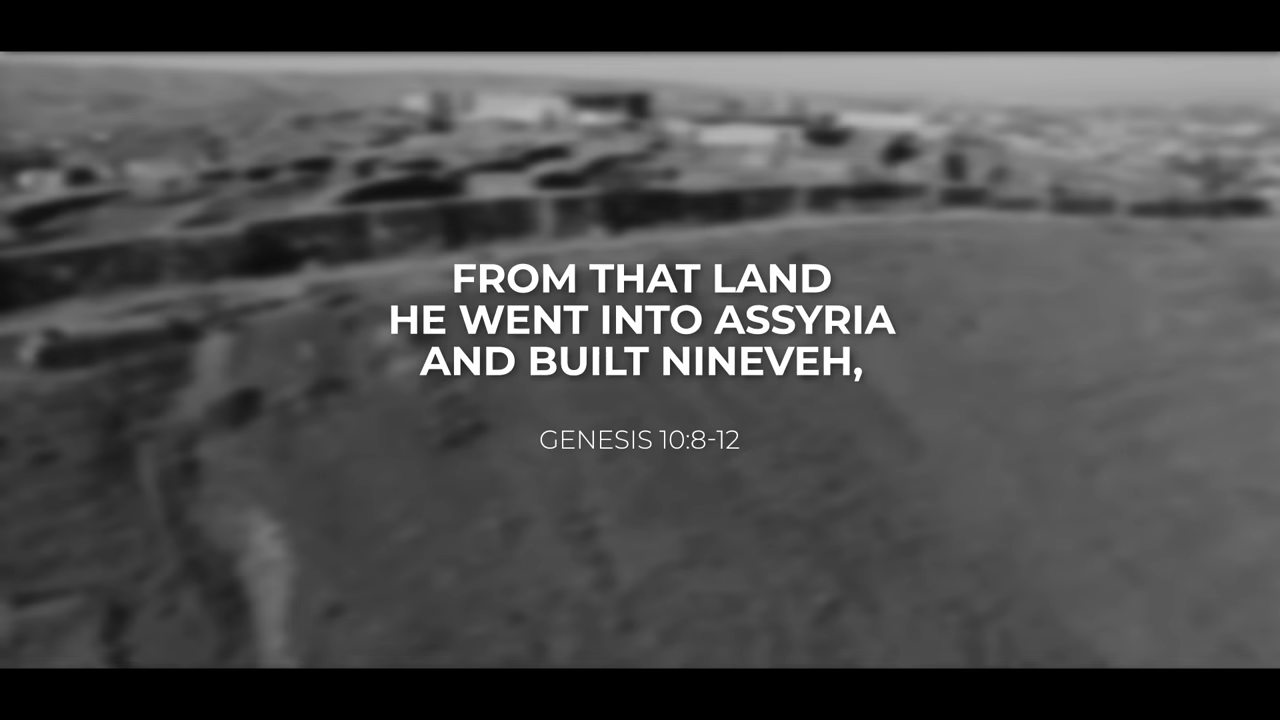 FROM THAT LAND
HE WENT INTO ASSYRIA
AND BUILT NINEVEH,
GENESIS 10:8-12